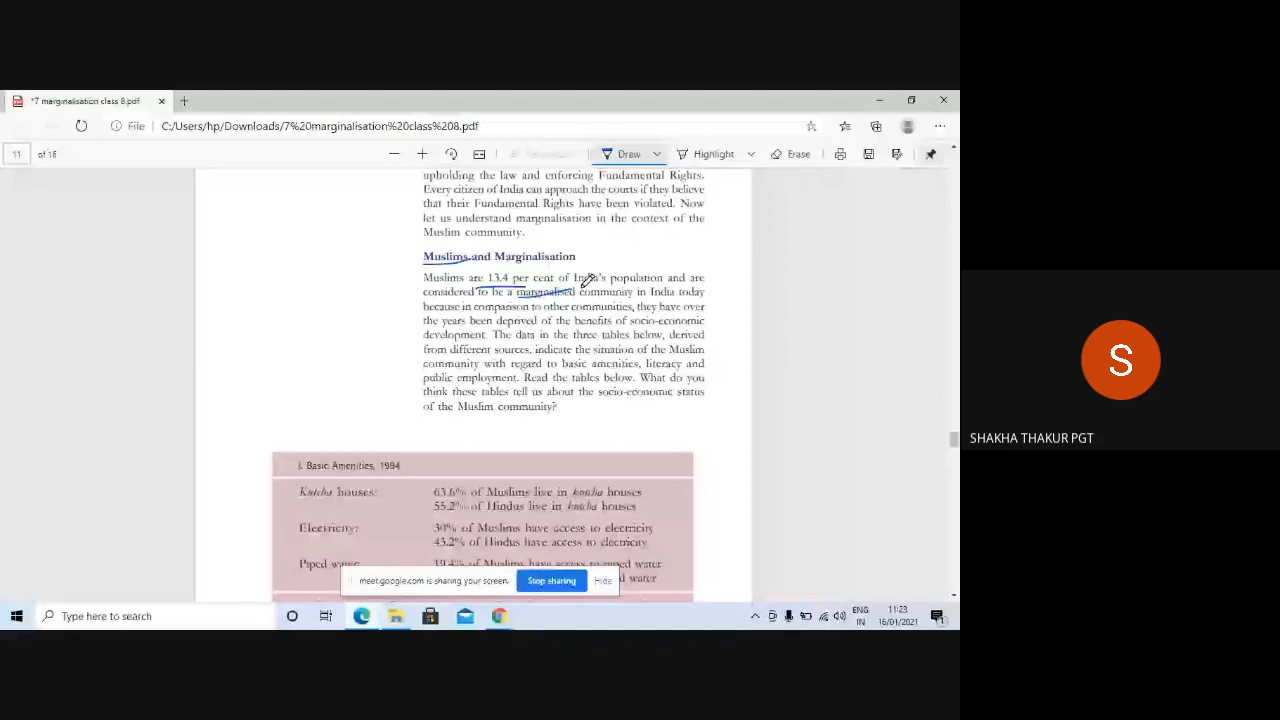 *7 marginalisation class 8.pdf
File
C:/Users/hp/Downloads/7%20marginalisation%20class%208.pdf
11 of 16
Draw
Highlight
Erase
upholding the law and enforcing Fundamental Rights.
Every citizen of India can approach the courts if they believe
that their Fundamental Rights have been violated. Now
let us understand marginalisation in the context of the
Muslim community.
Muslims and Marginalisation
Muslims are 13.4 per cent of India's population and are
considered to be a marginalised community in India today
because in comparison to other communities, they have over
the years been deprived of the benefits of socio-economic
development. The data in the three tables below, derived
from different sources, indicate the situation of the Muslim
community with regard to basic amenities, literacy and
public employment. Read the tables below. What do you
think these tables tell us about the socio-economic status
of the Muslim community?
I. Basic Amenities, 1994
Kutcha houses: 63.6% of Muslims live in kutcha houses
55.2% of Hindus live in kutcha houses
Electricity: 30% of Muslims have access to electricity
43.2% of Hindus have access to electricity
Piped water: 19.4% of Muslims have access to piped water
d water
meet.google.com is sharing your screen.
Stop sharing
Hide
S
SHAKHA THAKUR PGT
Type here to search
ENG
IN
11:23
16/01/2021